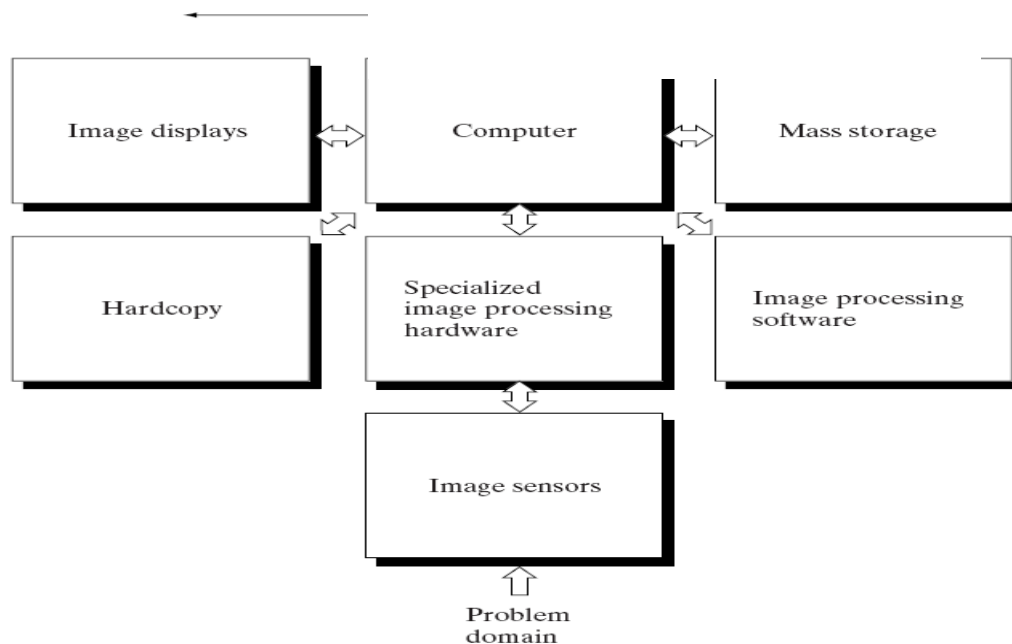 Image displays
Computer
Mass storage
Hardcopy
Specialized
image processing
hardware
Image processing
software
Image sensors
Problem
domain